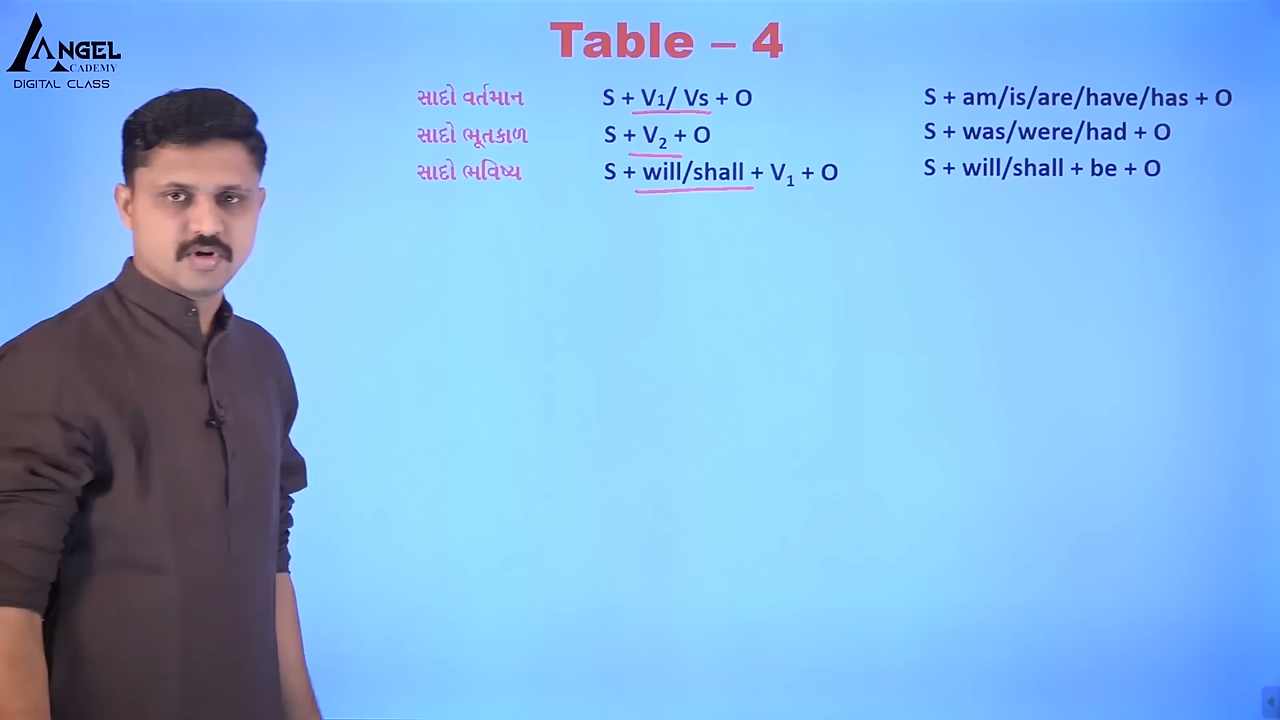 ANGEL
ACADEMY
DIGITAL CLASS
Table – 4
સાદો વર્તમાન S + V₁/ Vs + O S + am/is/are/have/has + O
સાદો ભૂતકાળ S + V₂ + O S + was/were/had + O
સાદો ભવિષ્ય S + will/shall + V₁ + O S + will/shall + be + O